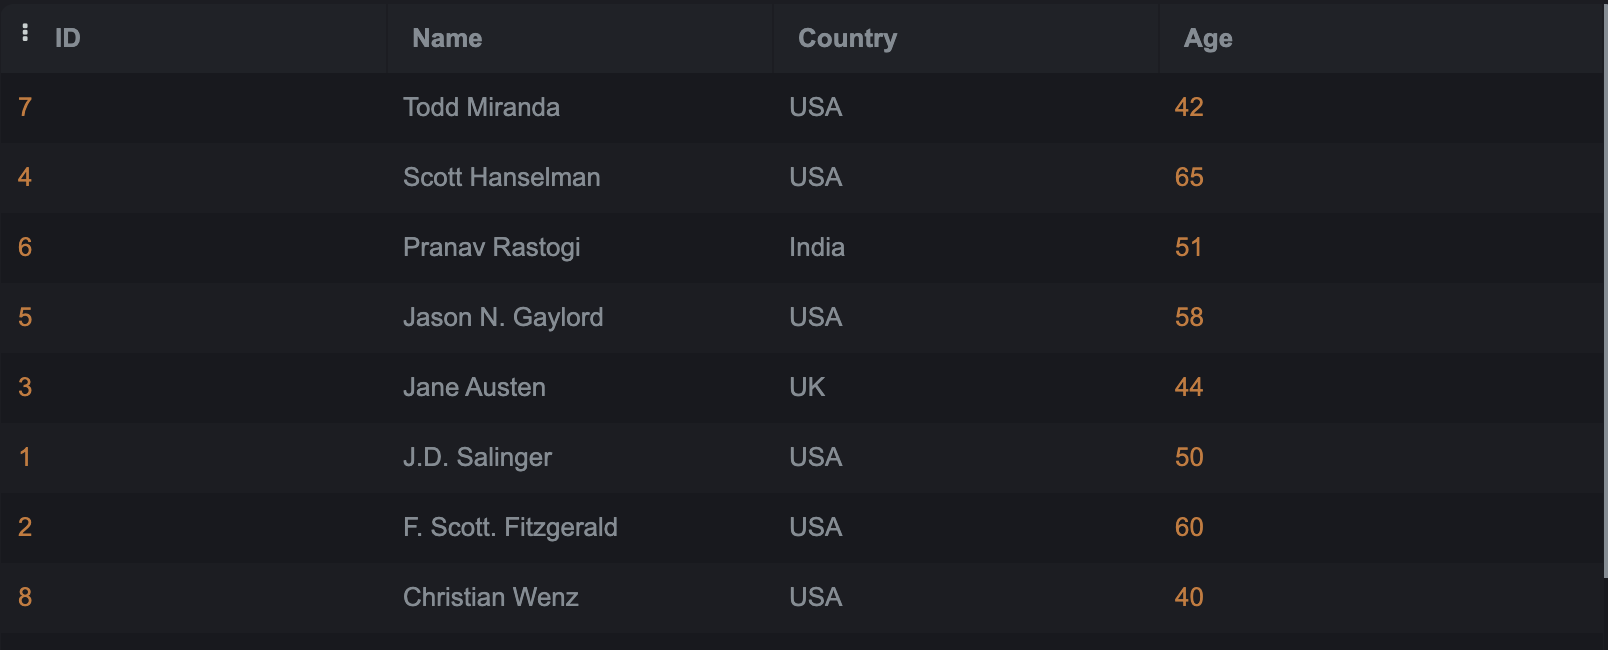 ID Name Country Age
7 Todd Miranda USA 42
4 Scott Hanselman USA 65
6 Pranav Rastogi India 51
5 Jason N. Gaylord USA 58
3 Jane Austen UK 44
1 J.D. Salinger USA 50
2 F. Scott. Fitzgerald USA 60
8 Christian Wenz USA 40